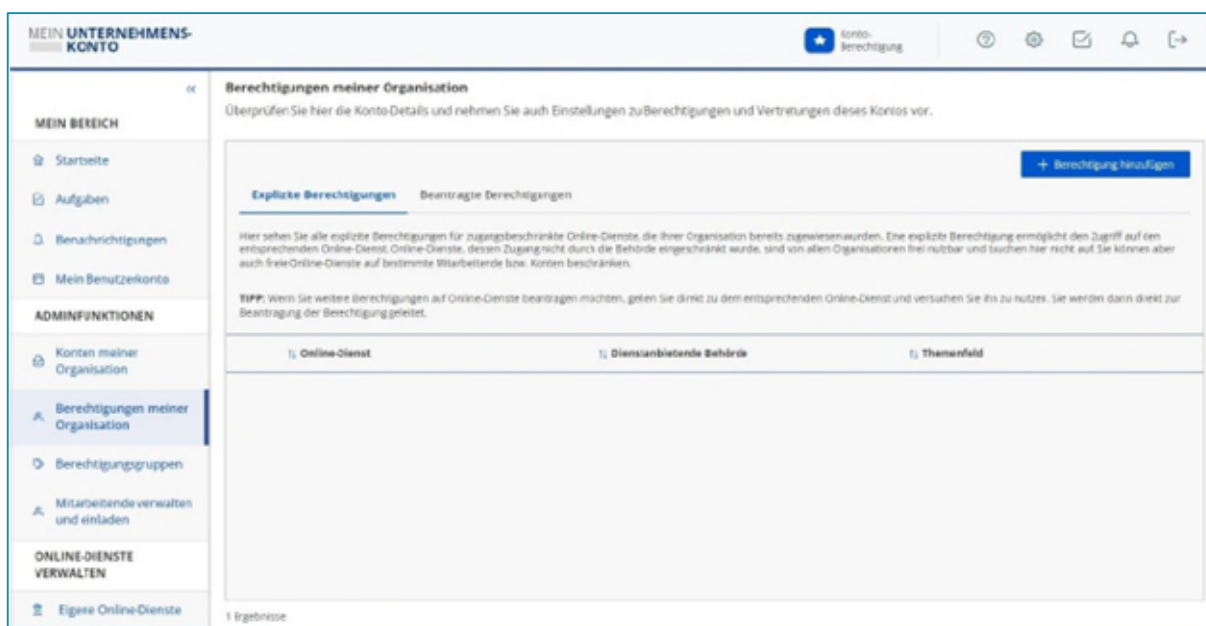 MEIN UNTERNEHMENS-
KONTO
Konto-
Berechtigung
MEIN BEREICH
Startseite
Aufgaben
Benachrichtigungen
Mein Benutzerkonto
ADMINFUNKTIONEN
Konten meiner
Organisation
Berechtigungen meiner
Organisation
Berechtigungsgruppen
Mitarbeitende verwalten
und einladen
ONLINE-DIENSTE
VERWALTEN
Eigene Online-Dienste
Berechtigungen meiner Organisation
Überprüfen Sie hier die Konto-Details und nehmen Sie auch Einstellungen zu Berechtigungen und Vertretungen dieses Kontos vor.
+ Berechtigung hinzufügen
Explizite Berechtigungen
Beantragte Berechtigungen
Hier sehen Sie alle explizite Berechtigungen für zugangsbeschränkte Online-Dienste, die Ihrer Organisation bereits zugewiesen wurden. Eine explizite Berechtigung ermöglicht den Zugriff auf den
entsprechenden Online-Dienst. Online-Dienste, dessen Zugang nicht durch die Behörde eingeschränkt wurde, sind von allen Organisationen frei nutzbar und tauchen hier nicht auf. Sie können aber
auch freie Online-Dienste auf bestimmte Mitarbeitende bzw. Konten beschränken.
TIPP: Wenn Sie weitere Berechtigungen auf Online-Dienste beantragen möchten, gehen Sie direkt zu dem entsprechenden Online-Dienst und versuchen Sie ihn zu nutzen. Sie werden dann direkt zur
Beantragung der Berechtigung geleitet.
Online-Dienst
Dienstanbietende Behörde
Themenfeld
1 Ergebnisse